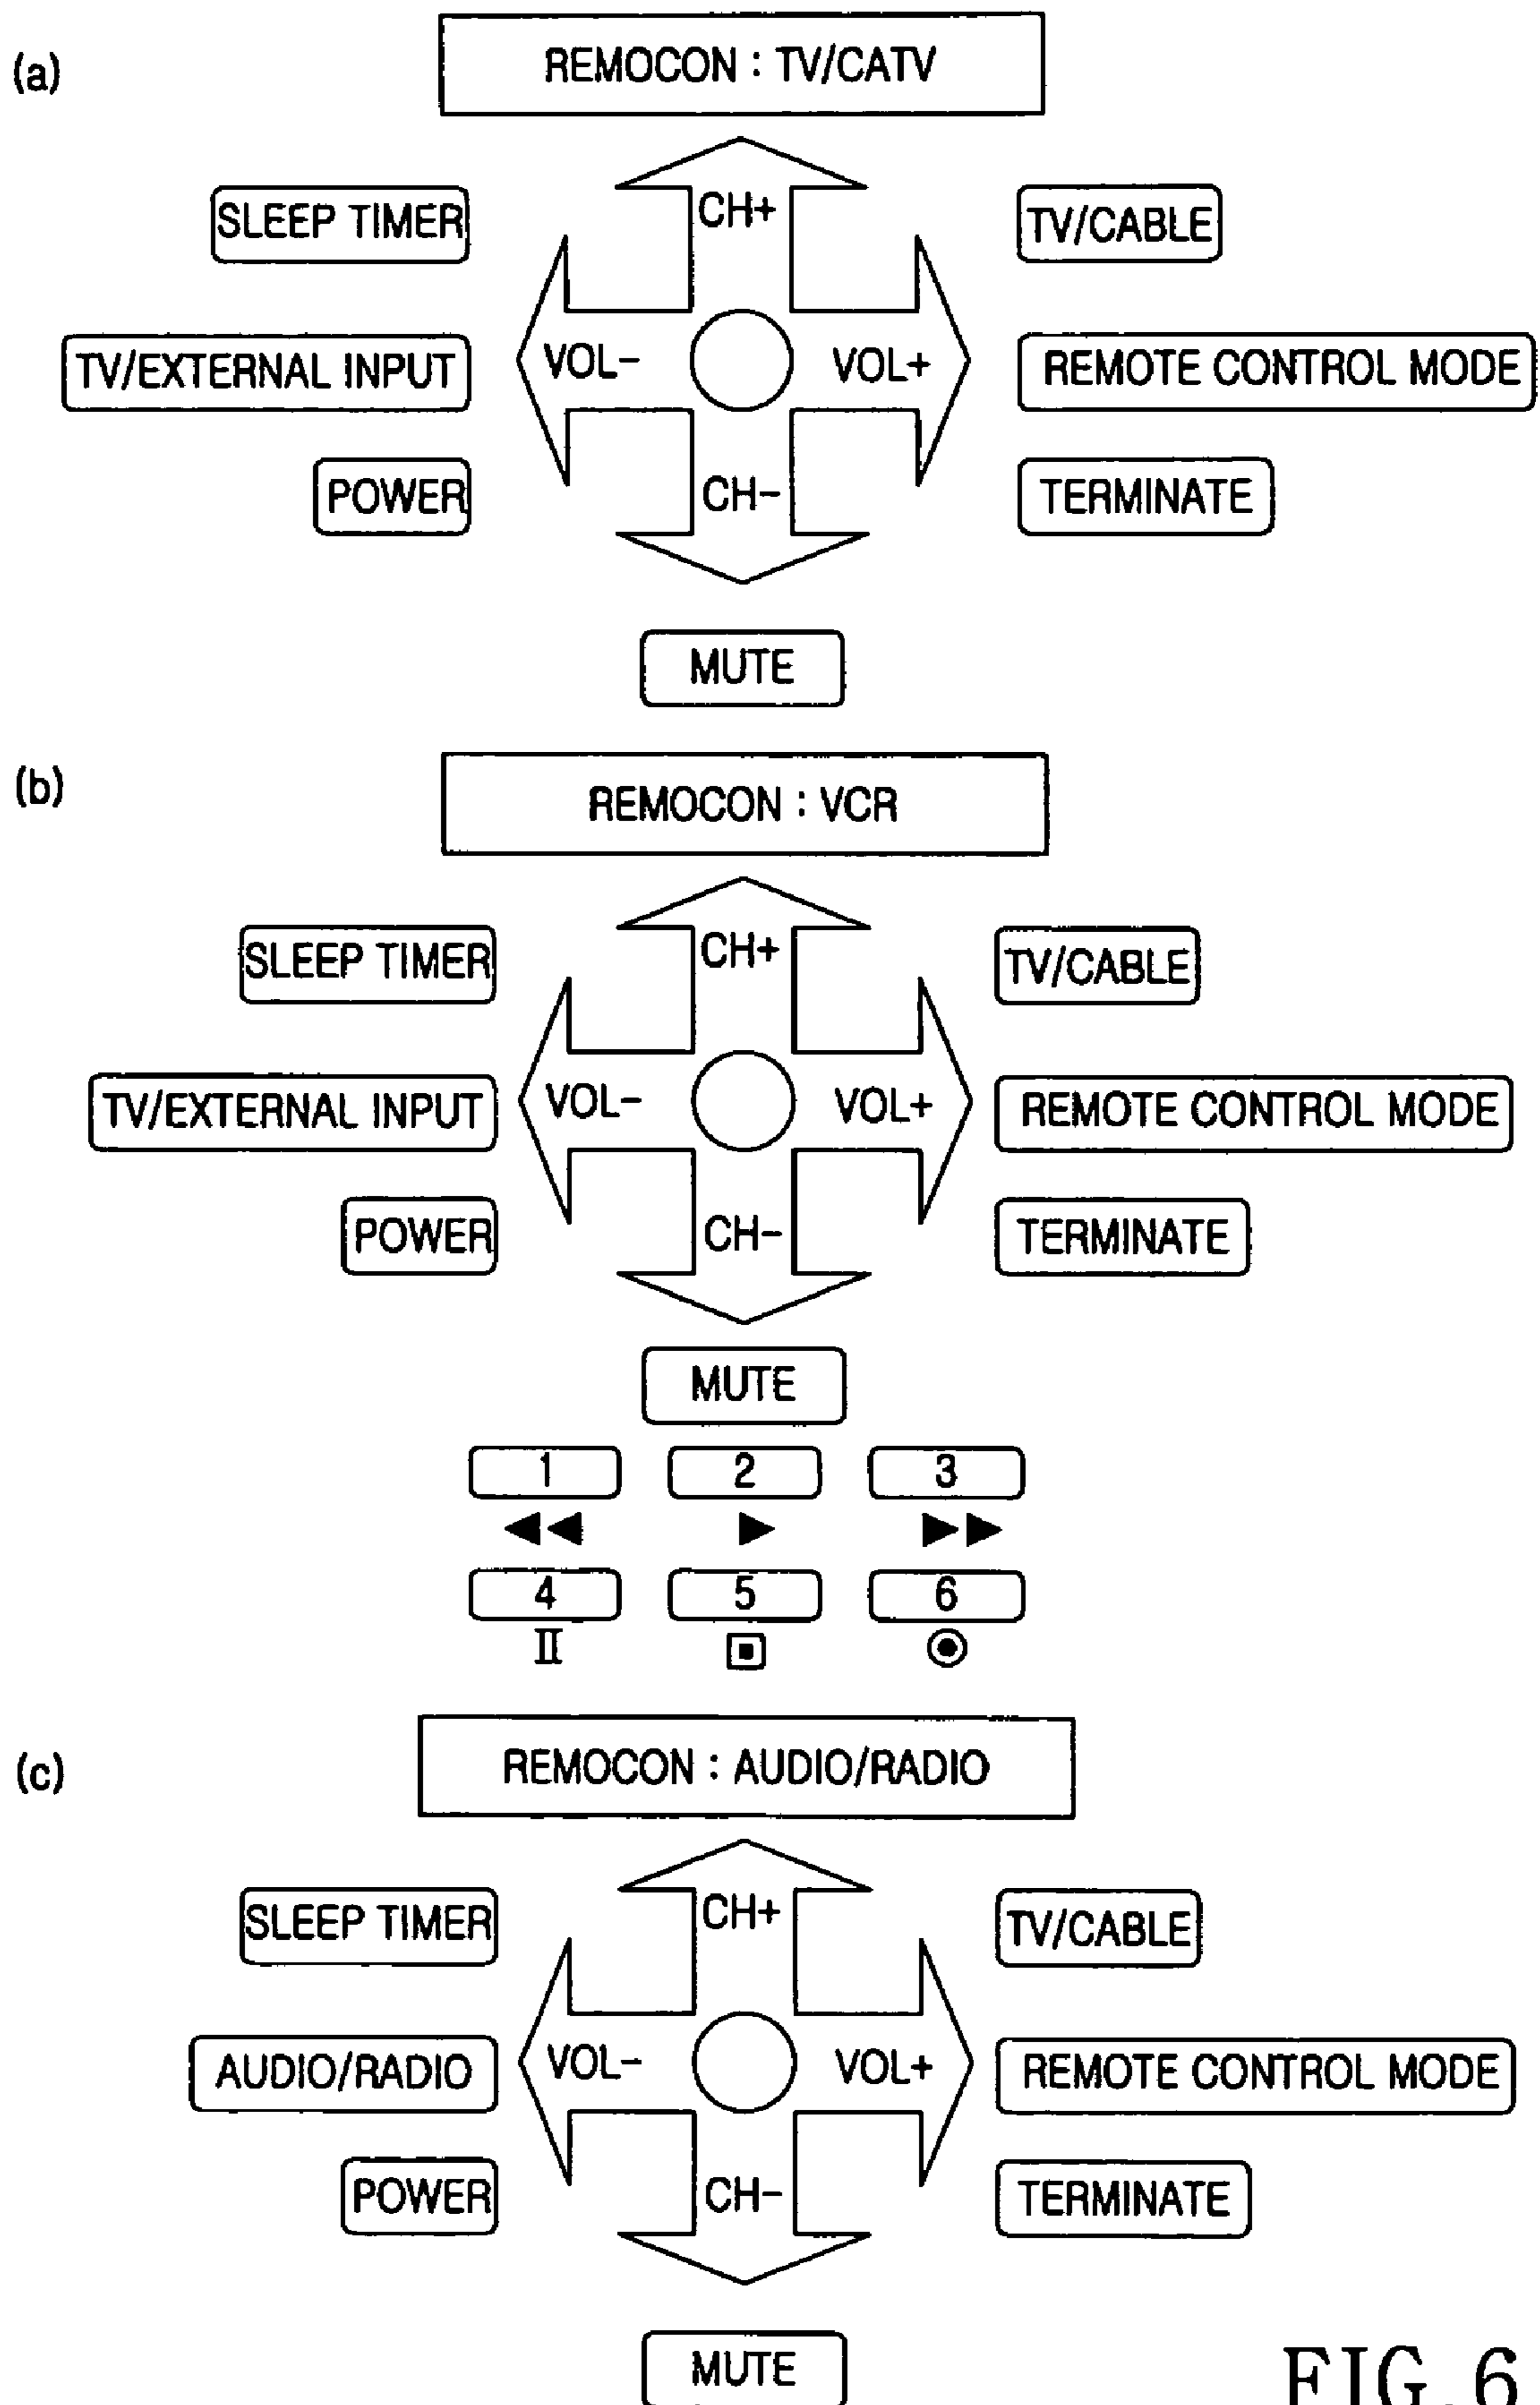 (a)
REMOCON : TV/CATV
SLEEP TIMER
CH+
TV/CABLE
TV/EXTERNAL INPUT
VOL-
VOL+
REMOTE CONTROL MODE
POWER
CH-
TERMINATE
MUTE
(b)
REMOCON : VCR
SLEEP TIMER
CH+
TV/CABLE
TV/EXTERNAL INPUT
VOL-
VOL+
REMOTE CONTROL MODE
POWER
CH-
TERMINATE
MUTE
1 2 3
4 5 6
(c)
REMOCON : AUDIO/RADIO
SLEEP TIMER
CH+
TV/CABLE
AUDIO/RADIO
VOL-
VOL+
REMOTE CONTROL MODE
POWER
CH-
TERMINATE
MUTE
FIG.6